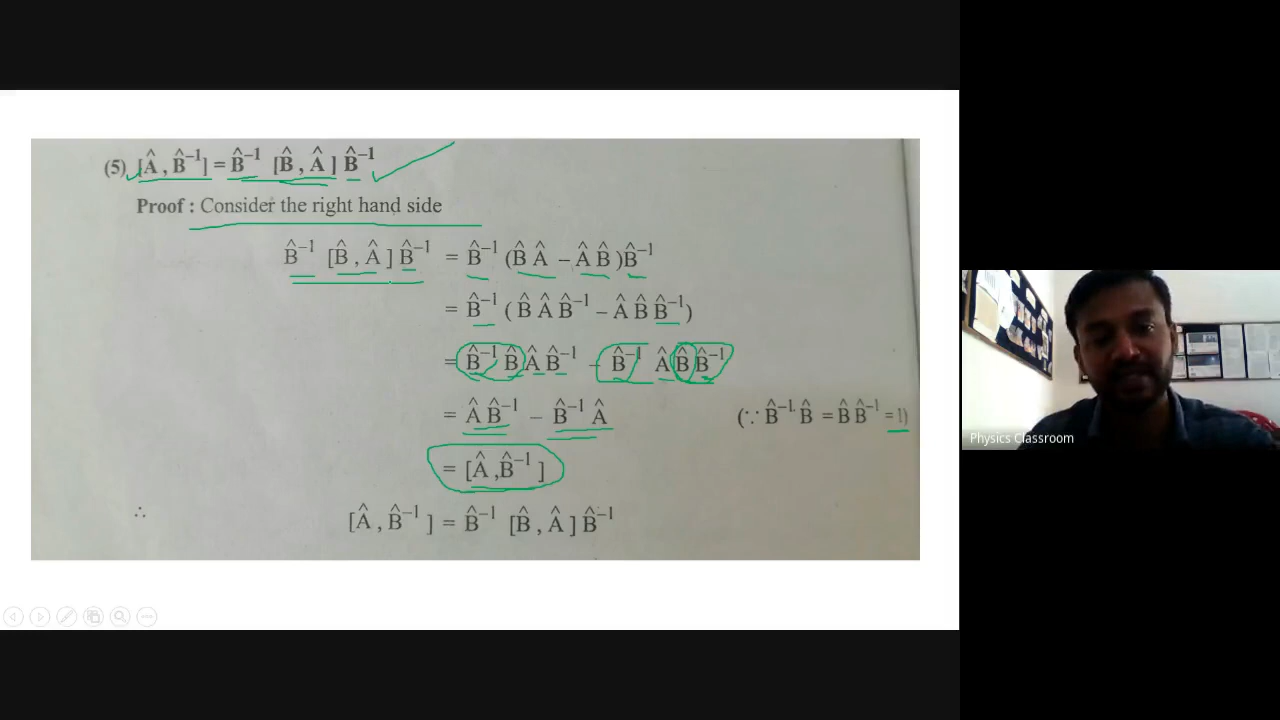 (5) [Â , B̂⁻¹] = B̂⁻¹ [B̂ , Â ] B̂⁻¹
Proof : Consider the right hand side
B̂⁻¹ [B̂ , Â ] B̂⁻¹ = B̂⁻¹ (B̂ Â – Â B̂ )B̂⁻¹
= B̂⁻¹ ( B̂ Â B̂⁻¹ – Â B̂ B̂⁻¹)
= B̂⁻¹ B̂ Â B̂⁻¹ – B̂⁻¹ Â B̂ B̂⁻¹
= Â B̂⁻¹ – B̂⁻¹ Â (∵ B̂⁻¹ B̂ = B̂ B̂⁻¹ = 1)
= [Â ,B̂⁻¹ ]
∴ [Â , B̂⁻¹ ] = B̂⁻¹ [B̂ , Â ] B̂⁻¹
Physics Classroom